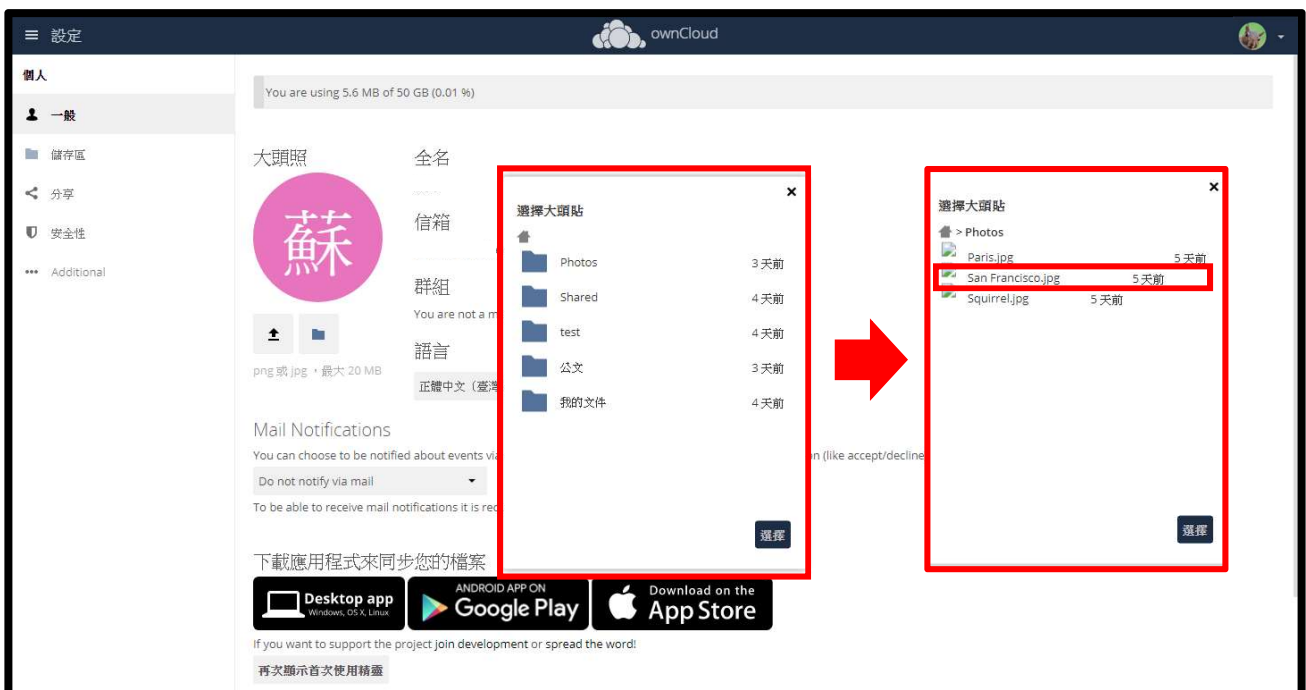 設定
ownCloud
個人
一般
儲存區
分享
安全性
Additional
You are using 5.6 MB of 50 GB (0.01 %)
大頭照
蘇
png 或 jpg ,最大 20 MB
全名
信箱
群組
You are not a m
語言
正體中文(臺灣
Mail Notifications
You can choose to be notified about events via
n (like accept/decline
Do not notify via mail
To be able to receive mail notifications it is rec
下載應用程式來同步您的檔案
Desktop app
Windows, OS X, Linux
ANDROID APP ON
Google Play
Download on the
App Store
If you want to support the project join development or spread the word!
再次顯示首次使用精靈
選擇大頭貼
Photos 3 天前
Shared 4 天前
test 4 天前
公文 3 天前
我的文件 4 天前
選擇
選擇大頭貼
> Photos
Paris.jpg 5 天前
San Francisco.jpg 5 天前
Squirrel.jpg 5 天前
選擇